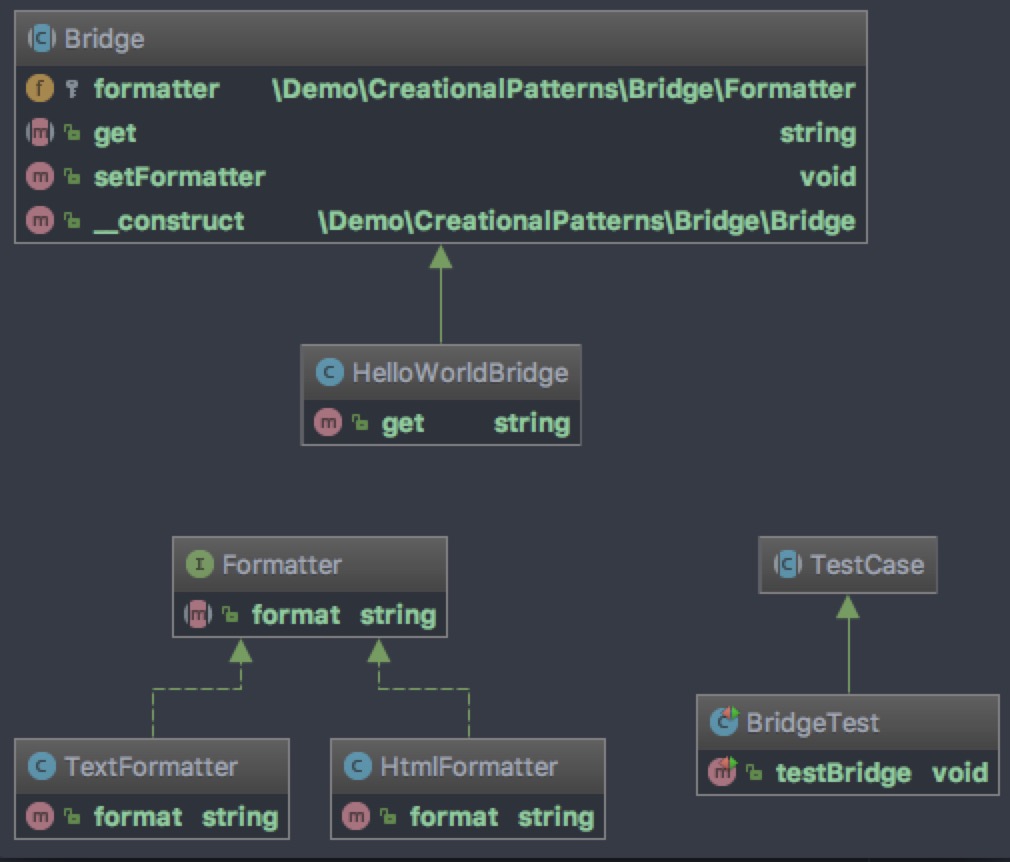 Bridge
formatter \Demo\CreationalPatterns\Bridge\Formatter
get string
setFormatter void
__construct \Demo\CreationalPatterns\Bridge\Bridge
HelloWorldBridge
get string
Formatter
format string
TestCase
TextFormatter
format string
HtmlFormatter
format string
BridgeTest
testBridge void